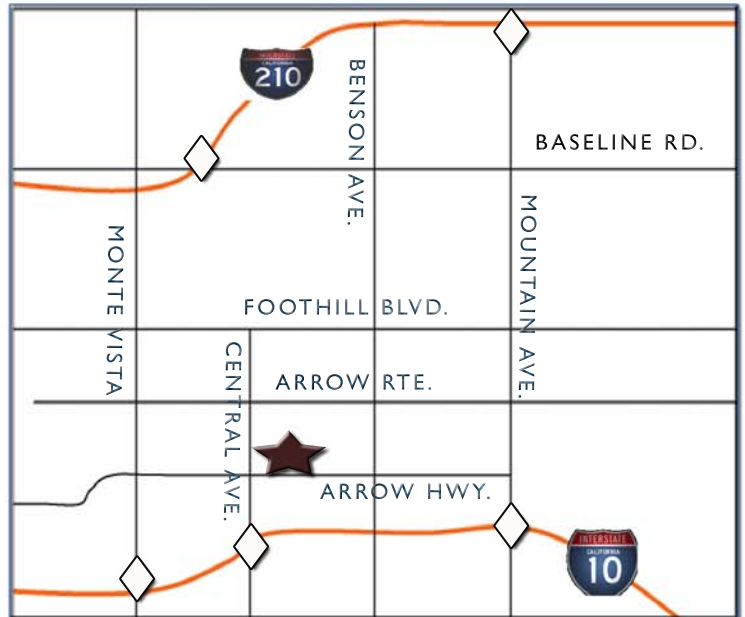 INTERSTATE
CALIFORNIA
210
BENSON AVE.
BASELINE RD.
MONTE VISTA
MOUNTAIN AVE.
FOOTHILL BLVD.
CENTRAL AVE.
ARROW RTE.
ARROW HWY.
INTERSTATE
CALIFORNIA
10